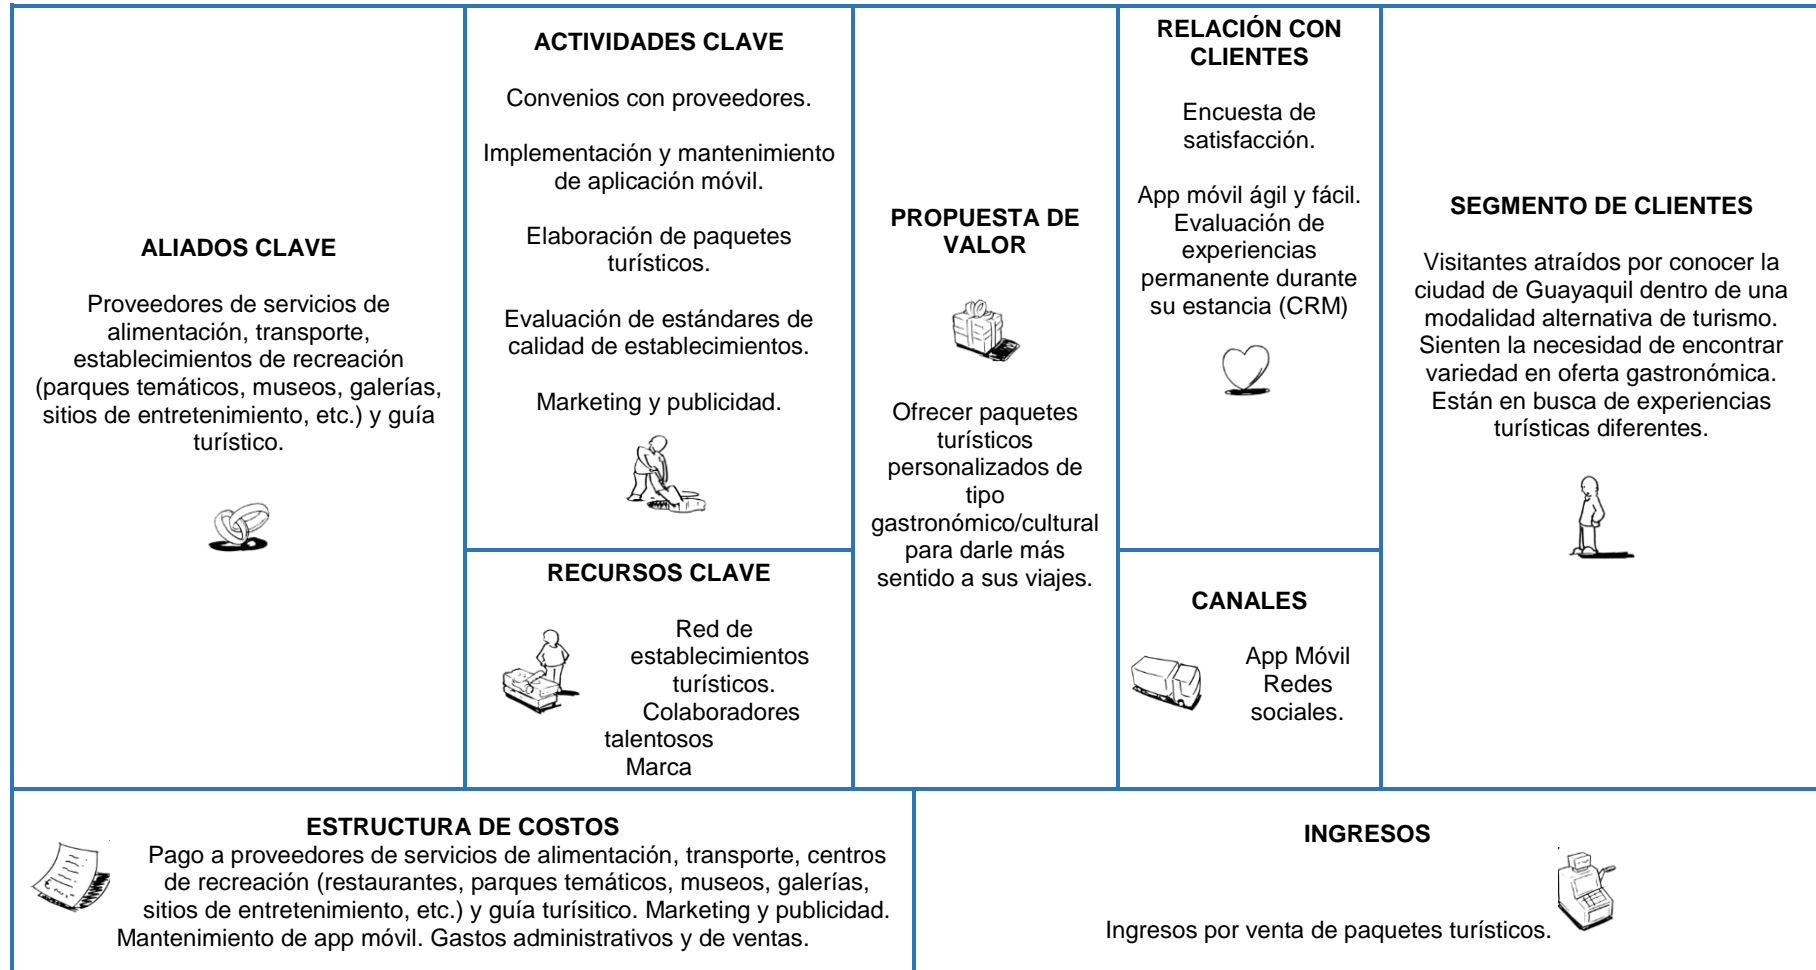 ALIADOS CLAVE
Proveedores de servicios de
alimentación, transporte,
establecimientos de recreación
(parques temáticos, museos, galerías,
sitios de entretenimiento, etc.) y guía
turístico.
ACTIVIDADES CLAVE
Convenios con proveedores.
Implementación y mantenimiento
de aplicación móvil.
Elaboración de paquetes
turísticos.
Evaluación de estándares de
calidad de establecimientos.
Marketing y publicidad.
RECURSOS CLAVE
Red de
establecimientos
turísticos.
Colaboradores
talentosos
Marca
PROPUESTA DE
VALOR
Ofrecer paquetes
turísticos
personalizados de
tipo
gastronómico/cultural
para darle más
sentido a sus viajes.
RELACIÓN CON
CLIENTES
Encuesta de
satisfacción.
App móvil ágil y fácil.
Evaluación de
experiencias
permanente durante
su estancia (CRM)
CANALES
App Móvil
Redes
sociales.
SEGMENTO DE CLIENTES
Visitantes atraídos por conocer la
ciudad de Guayaquil dentro de una
modalidad alternativa de turismo.
Sienten la necesidad de encontrar
variedad en oferta gastronómica.
Están en busca de experiencias
turísticas diferentes.
ESTRUCTURA DE COSTOS
Pago a proveedores de servicios de alimentación, transporte, centros
de recreación (restaurantes, parques temáticos, museos, galerías,
sitios de entretenimiento, etc.) y guía turísitico. Marketing y publicidad.
Mantenimiento de app móvil. Gastos administrativos y de ventas.
INGRESOS
Ingresos por venta de paquetes turísticos.